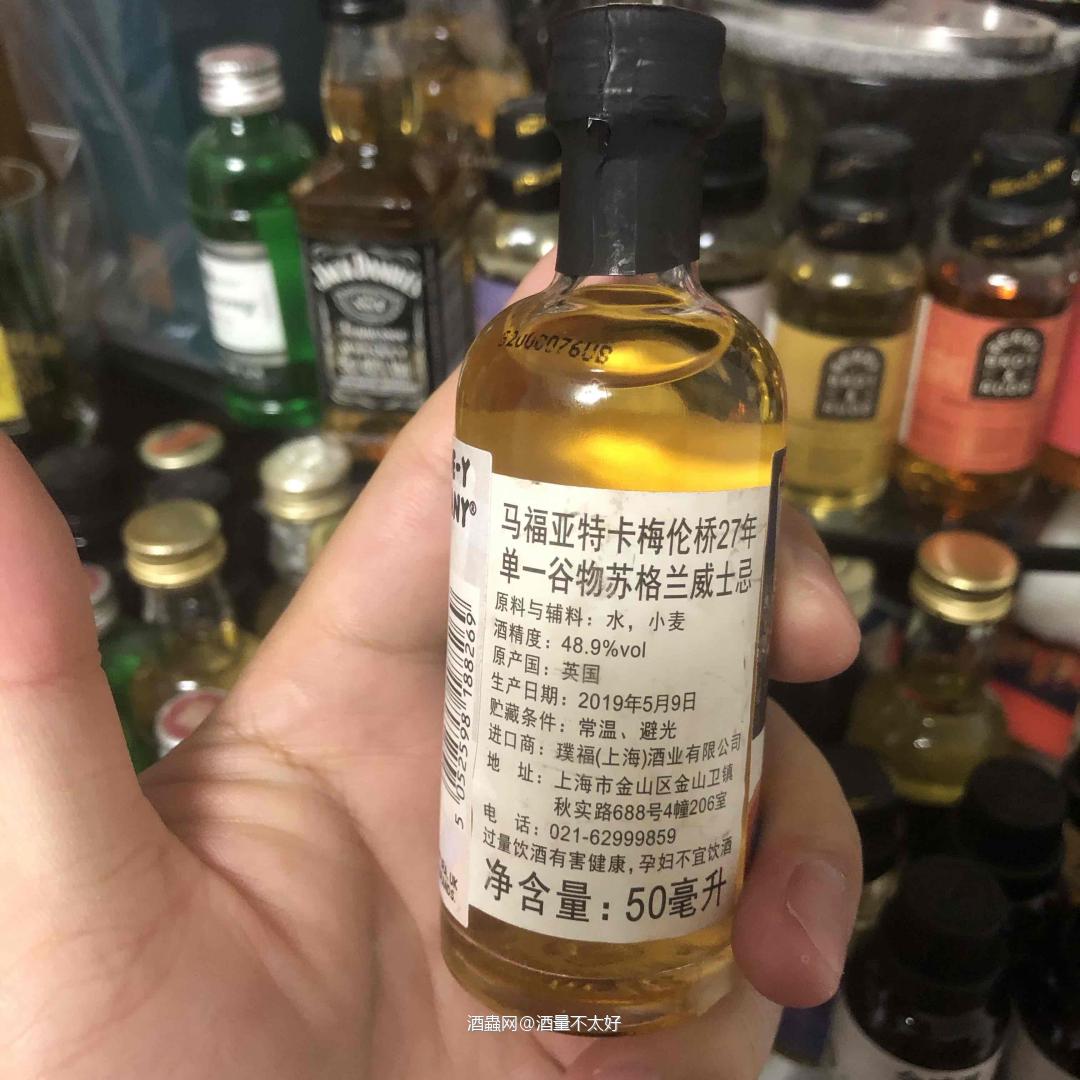 马福亚特卡梅伦桥27年
单一谷物苏格兰威士忌
原料与辅料：水，小麦
酒精度：48.9%vol
原产国：英国
生产日期：2019年5月9日
贮藏条件：常温、避光
进口商：璞福(上海)酒业有限公司
地 址：上海市金山区金山卫镇
秋实路688号4幢206室
电 话：021-62999859
过量饮酒有害健康,孕妇不宜饮酒
净含量：50毫升
5 052598 188269
JACK DANIEL'S
酒蟲网@酒量不太好